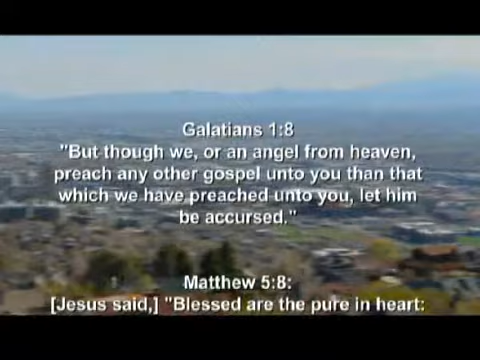 Galatians 1:8
"But though we, or an angel from heaven,
preach any other gospel unto you than that
which we have preached unto you, let him
be accursed."
Matthew 5:8:
[Jesus said,] "Blessed are the pure in heart: